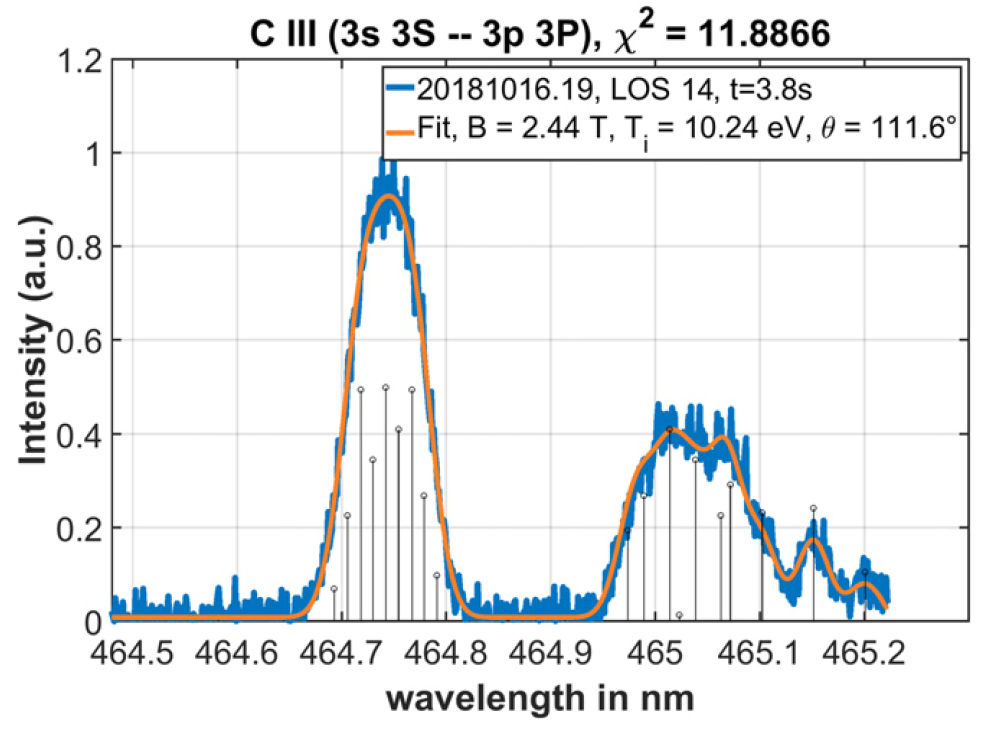 C III (3s 3S -- 3p 3P), χ² = 11.8866
20181016.19, LOS 14, t=3.8s
Fit, B = 2.44 T, Tᵢ = 10.24 eV, θ = 111.6°
1.2
1
0.8
0.6
0.4
0.2
0
Intensity (a.u.)
464.5 464.6 464.7 464.8 464.9 465 465.1 465.2
wavelength in nm